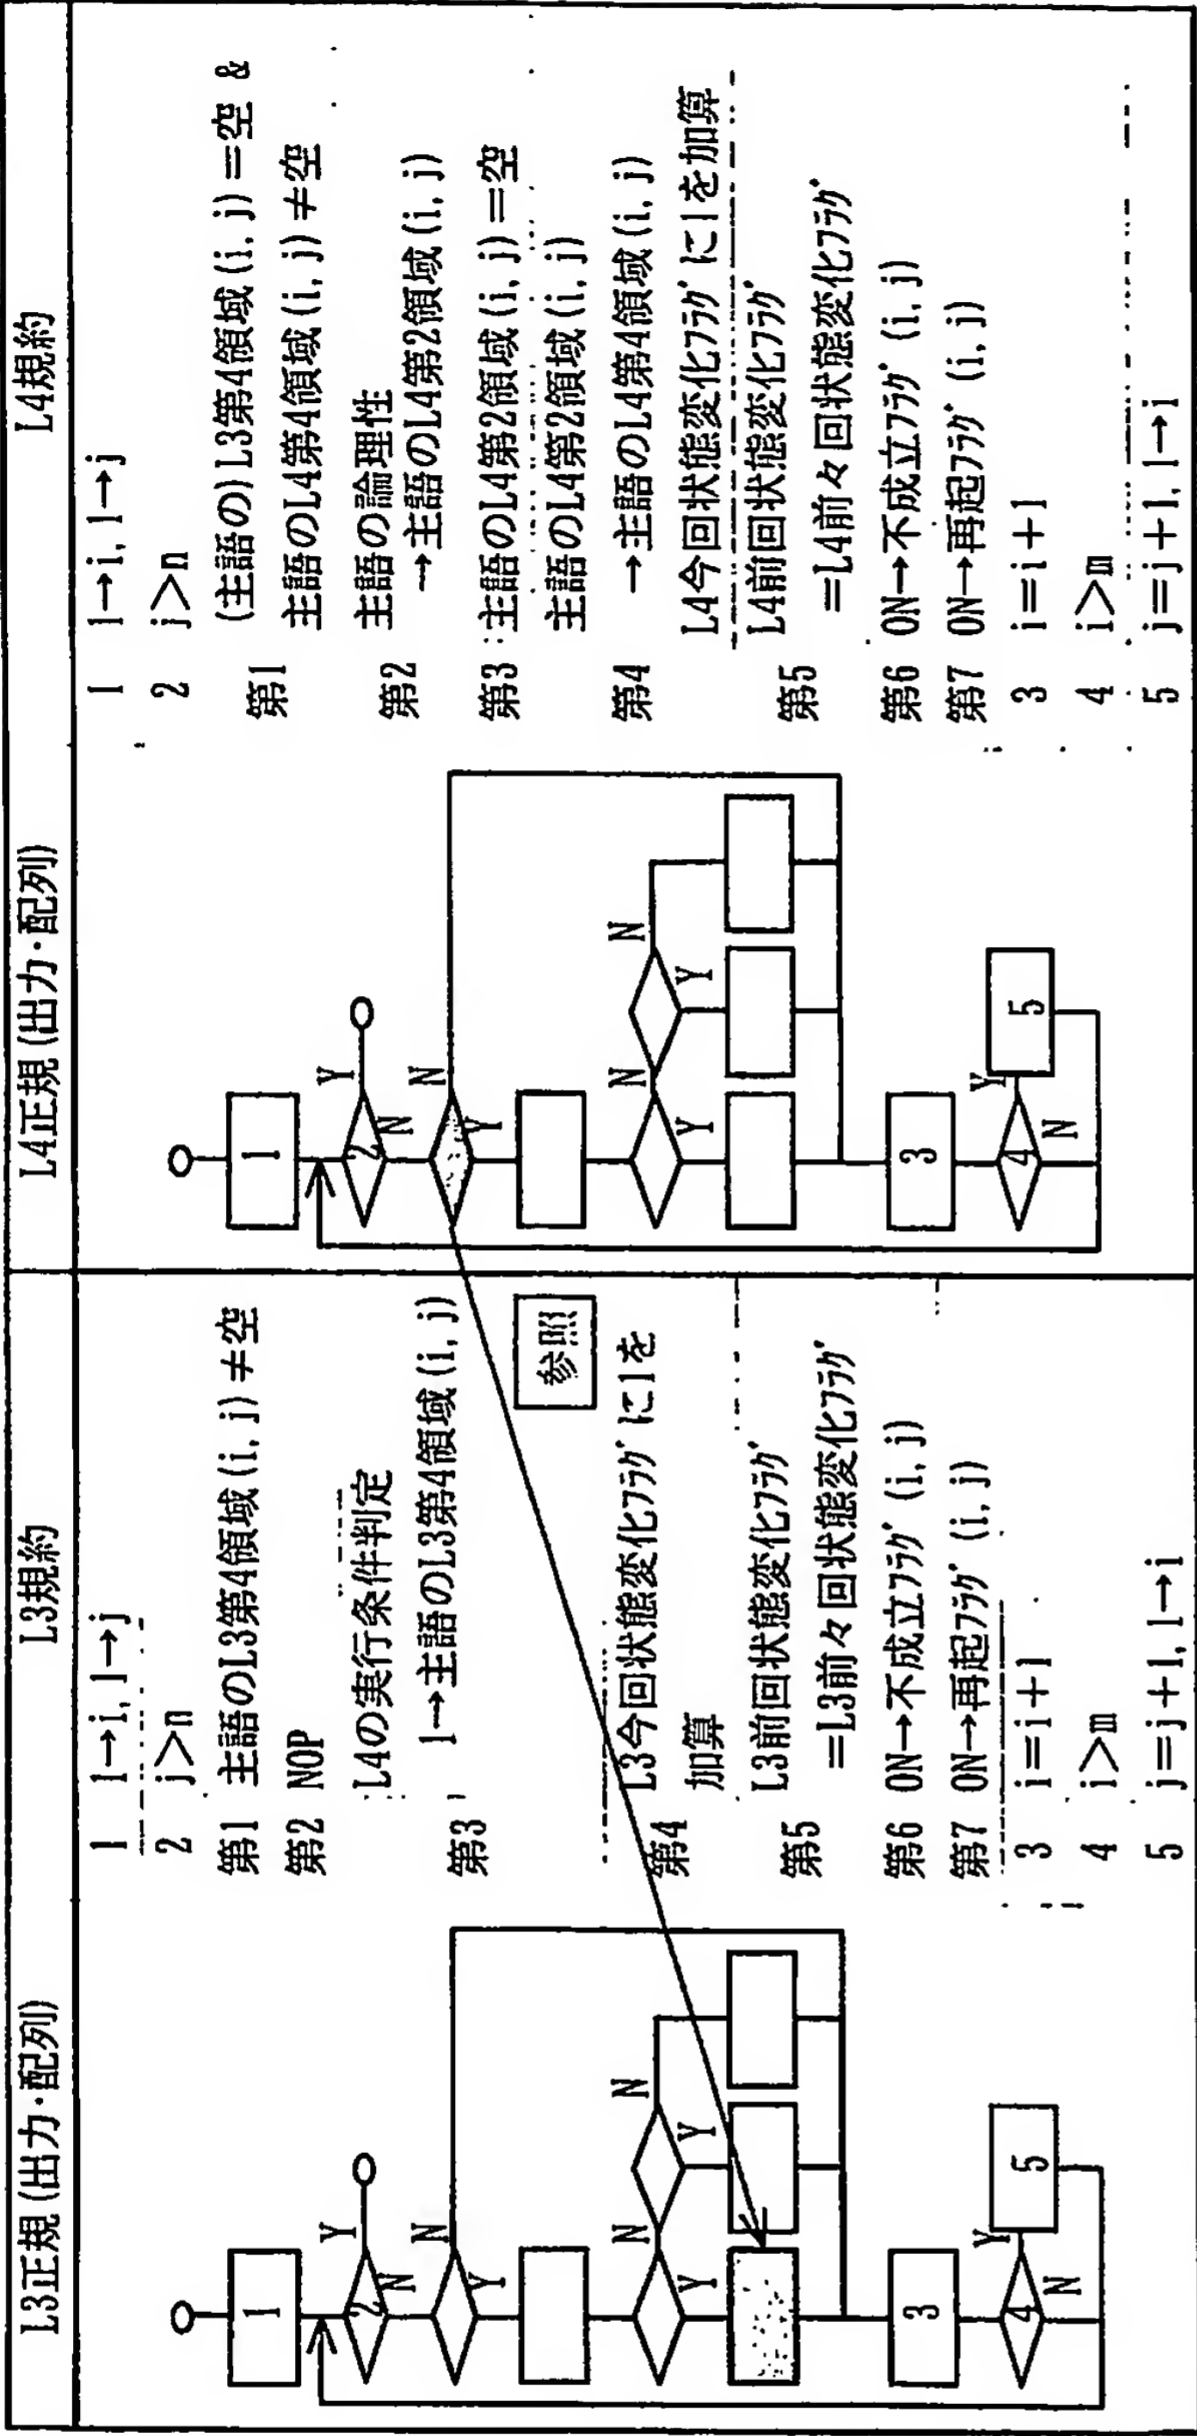 L3正規(出力・配列)
L3規約
L4正規(出力・配列)
L4規約
1
2
Y
N
N
Y
N
N
Y
Y
3
4
Y
N
5
1 1→i, 1→j
2 j>n
第1 主語のL3第4領域(i, j)≠空
第2 NOP
L4の実行条件判定
第3 1→主語のL3第4領域(i, j)
参照
第4 L3今回状態変化ﾌﾗｸﾞに1を
加算
第5 L3前回状態変化ﾌﾗｸﾞ
=L3前々回状態変化ﾌﾗｸﾞ
第6 ON→不成立ﾌﾗｸﾞ(i, j)
第7 ON→再起ﾌﾗｸﾞ(i, j)
3 i=i+1
4 i>m
5 j=j+1, 1→i
1
2
Y
N
N
Y
N
N
Y
Y
3
4
Y
N
5
1 1→i, 1→j
2 j>n
第1 (主語の)L3第4領域(i, j)=空 &
主語のL4第4領域(i, j)≠空
第2 主語の論理性
→主語のL4第2領域(i, j)
第3 主語のL4第2領域(i, j)=空
主語のL4第2領域(i, j)
第4 →主語のL4第4領域(i, j)
L4今回状態変化ﾌﾗｸﾞに1を加算
第5 L4前回状態変化ﾌﾗｸﾞ
=L4前々回状態変化ﾌﾗｸﾞ
第6 ON→不成立ﾌﾗｸﾞ(i, j)
第7 ON→再起ﾌﾗｸﾞ(i, j)
3 i=i+1
4 i>m
5 j=j+1, 1→i